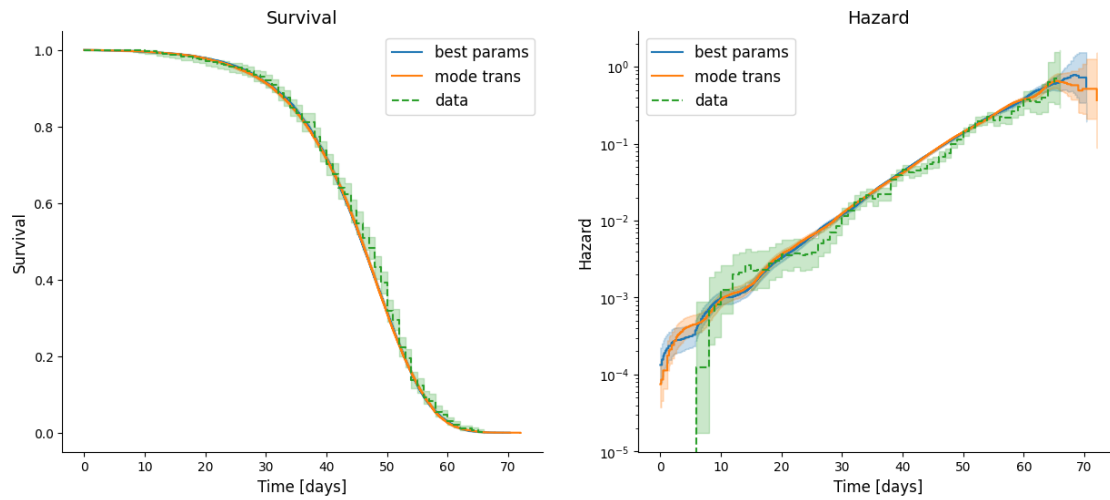 Survival
1.0
0.8
0.6
0.4
0.2
0.0
Survival
best params
mode trans
data
0 10 20 30 40 50 60 70
Time [days]
Hazard
10⁰
10⁻¹
10⁻²
10⁻³
10⁻⁴
10⁻⁵
Hazard
best params
mode trans
data
0 10 20 30 40 50 60 70
Time [days]